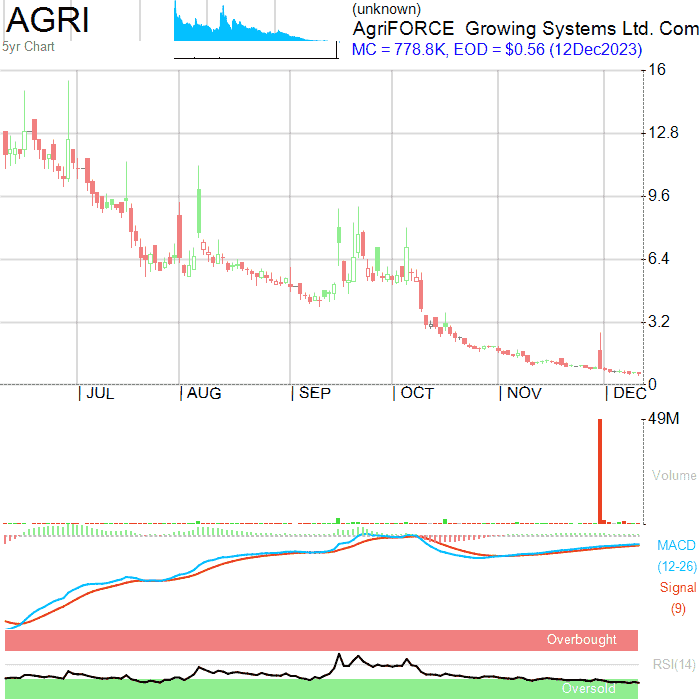 AGRI
5yr Chart
(unknown)
AgriFORCE Growing Systems Ltd. Com
MC = 778.8K, EOD = $0.56 (12Dec2023)
16
12.8
9.6
6.4
3.2
0
JUL AUG SEP OCT NOV DEC
49M
Volume
MACD
(12-26)
Signal
(9)
Overbought
RSI(14)
Oversold